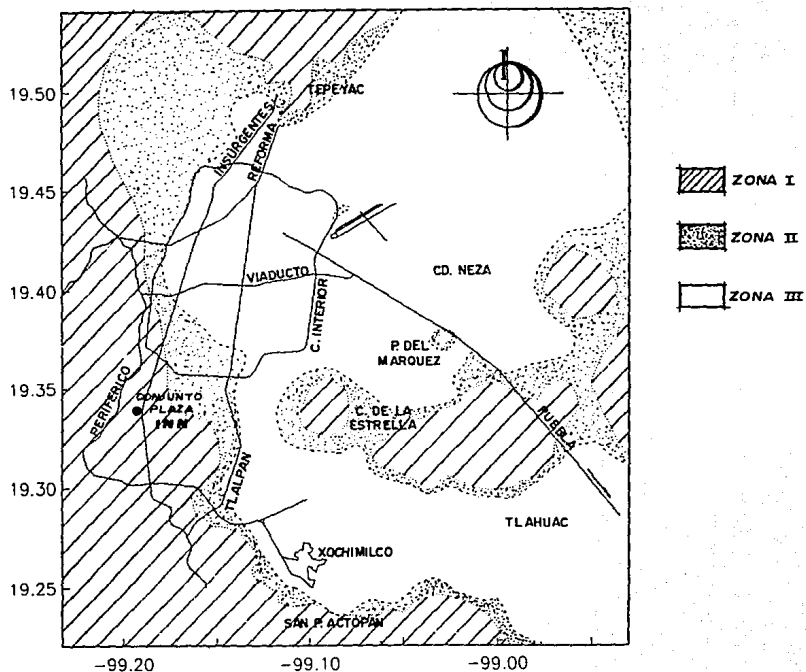 19.50
19.45
19.40
19.35
19.30
19.25
-99.20
-99.10
-99.00
TEPEYAC
INSURGENTES
REFORMA
VIADUCTO
C. INTERIOR
CD. NEZA
P. DEL
MARQUEZ
PERIFERICO
CONJUNTO
PLAZA
INN
C. DE LA
ESTRELLA
PUEBLA
TLALPAN
TLAHUAC
XOCHIMILCO
SAN P. ACTOPAN
ZONA I
ZONA II
ZONA III